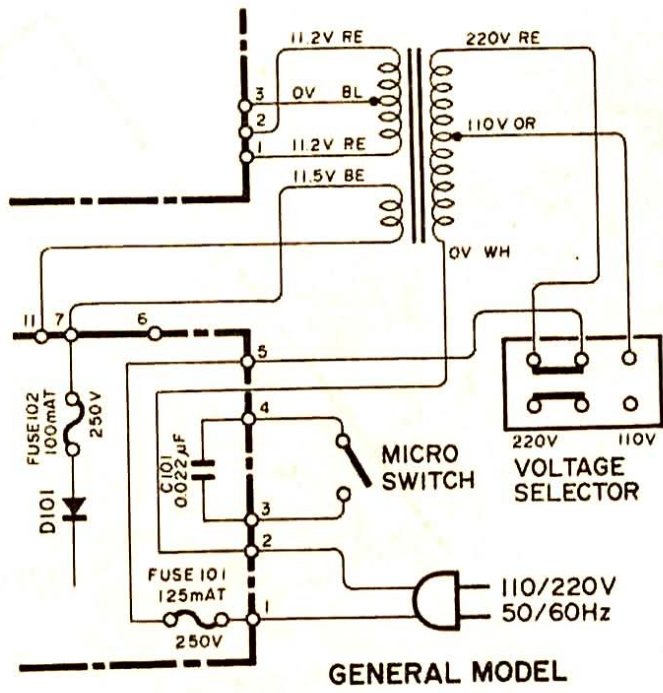 11.2V RE
220V RE
3
0V BL
2
110V OR
1
11.2V RE
11.5V BE
0V WH
11
7
6
5
FUSE102
100mAT
250V
4
C101
0.022µF
MICRO
SWITCH
220V
110V
VOLTAGE
SELECTOR
D101
3
2
FUSE 101
125mAT
250V
1
110/220V
50/60Hz
GENERAL MODEL